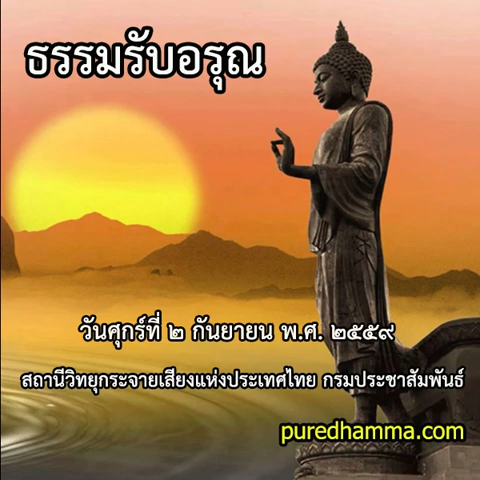 ธรรมรับอรุณ
วันศุกร์ที่ ๒ กันยายน พ.ศ. ๒๕๕๙
สถานีวิทยุกระจายเสียงแห่งประเทศไทย กรมประชาสัมพันธ์
puredhamma.com